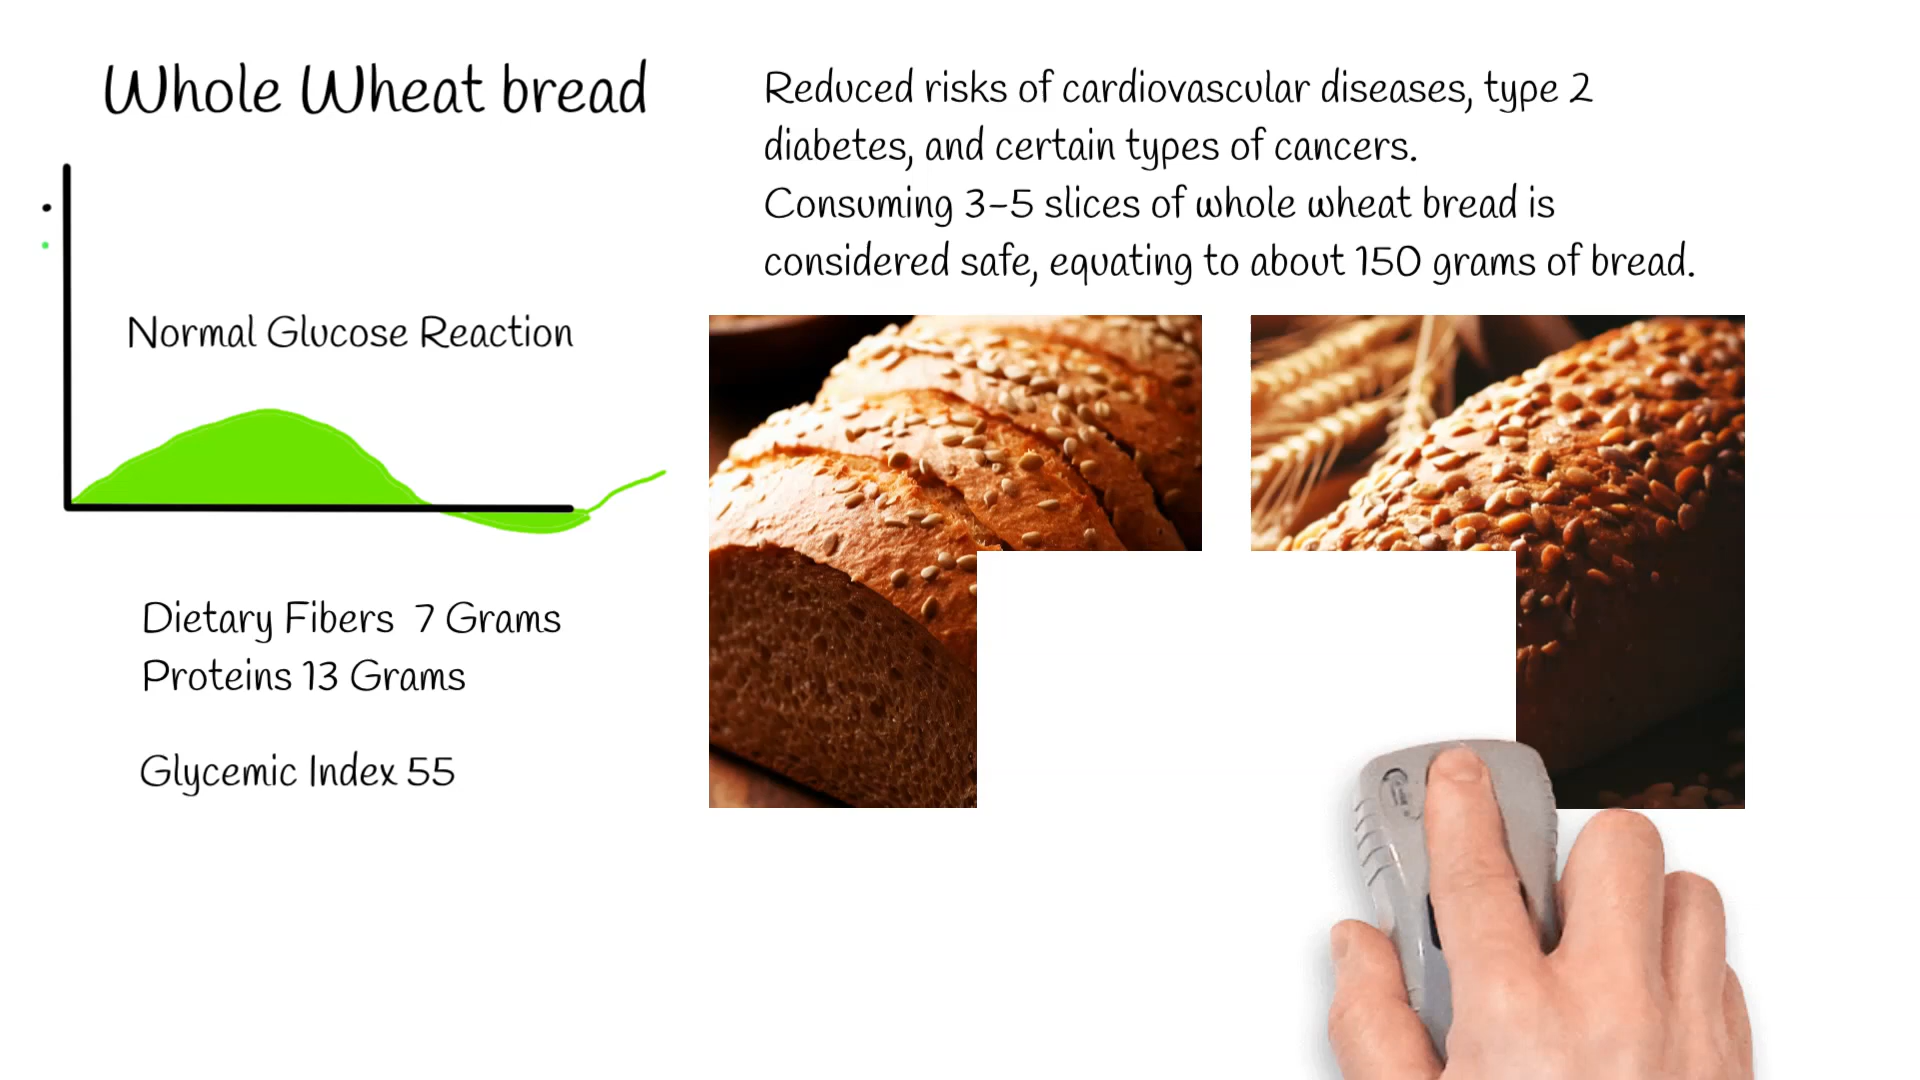 Whole Wheat bread
Normal Glucose Reaction
Dietary Fibers 7 Grams
Proteins 13 Grams
Glycemic Index 55
Reduced risks of cardiovascular diseases, type 2
diabetes, and certain types of cancers.
Consuming 3-5 slices of whole wheat bread is
considered safe, equating to about 150 grams of bread.